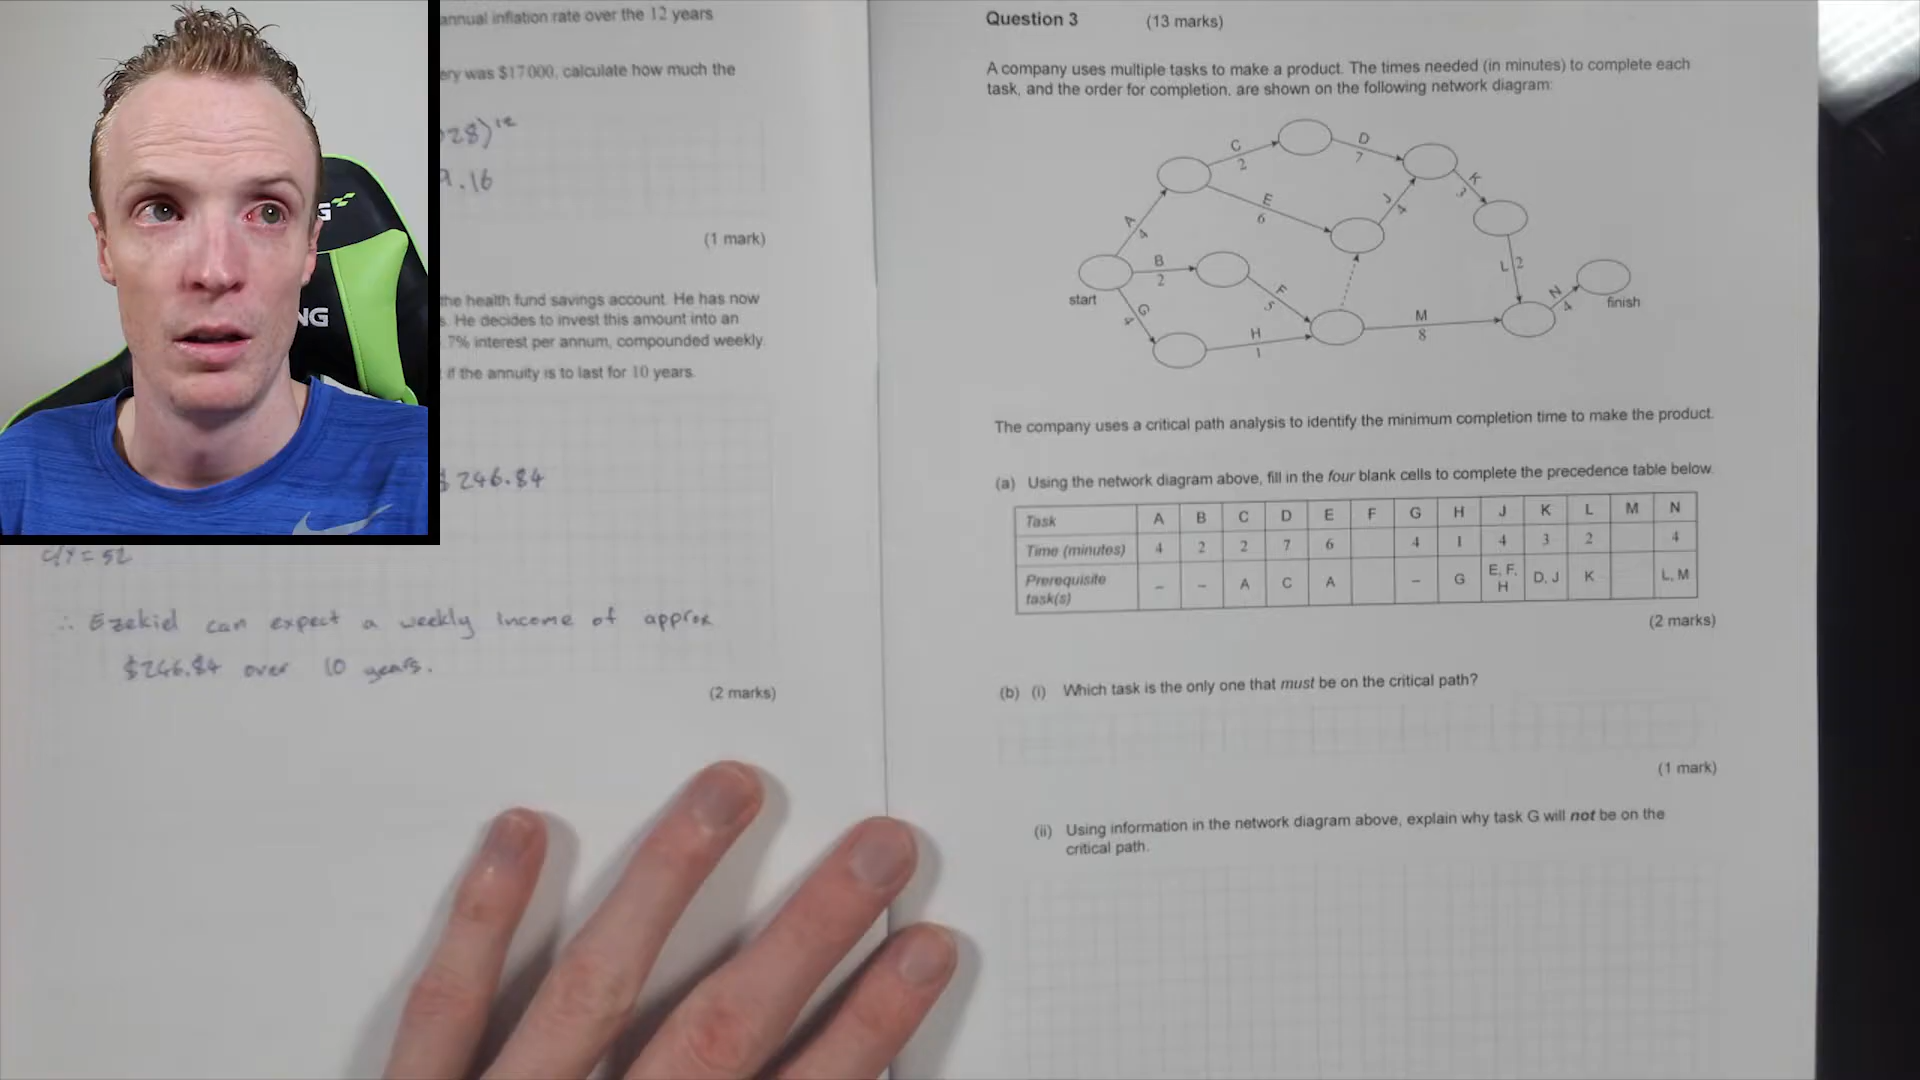 annual inflation rate over the 12 years
ery was $17 000, calculate how much the
028)¹²
9.16
(1 mark)
the health fund savings account. He has now
s. He decides to invest this amount into an
.7% interest per annum, compounded weekly.
if the annuity is to last for 10 years.
$ 246.84
C/Y = 52
∴ Ezekiel can expect a weekly income of approx
$246.84 over 10 years.
(2 marks)
NG
Question 3 (13 marks)
A company uses multiple tasks to make a product. The times needed (in minutes) to complete each
task, and the order for completion, are shown on the following network diagram:
C 2
D 7
K 3
A 4
E 6
J 4
B 2
F 5
L 2
N 4
start
finish
G 4
H 1
M 8
The company uses a critical path analysis to identify the minimum completion time to make the product.
(a) Using the network diagram above, fill in the four blank cells to complete the precedence table below.
Task A B C D E F G H J K L M N
Time (minutes) 4 2 2 7 6 4 1 4 3 2 4
Prerequisite task(s) – – A C A – G E, F, H D, J K L, M
(2 marks)
(b) (i) Which task is the only one that must be on the critical path?
(1 mark)
(ii) Using information in the network diagram above, explain why task G will not be on the
critical path.